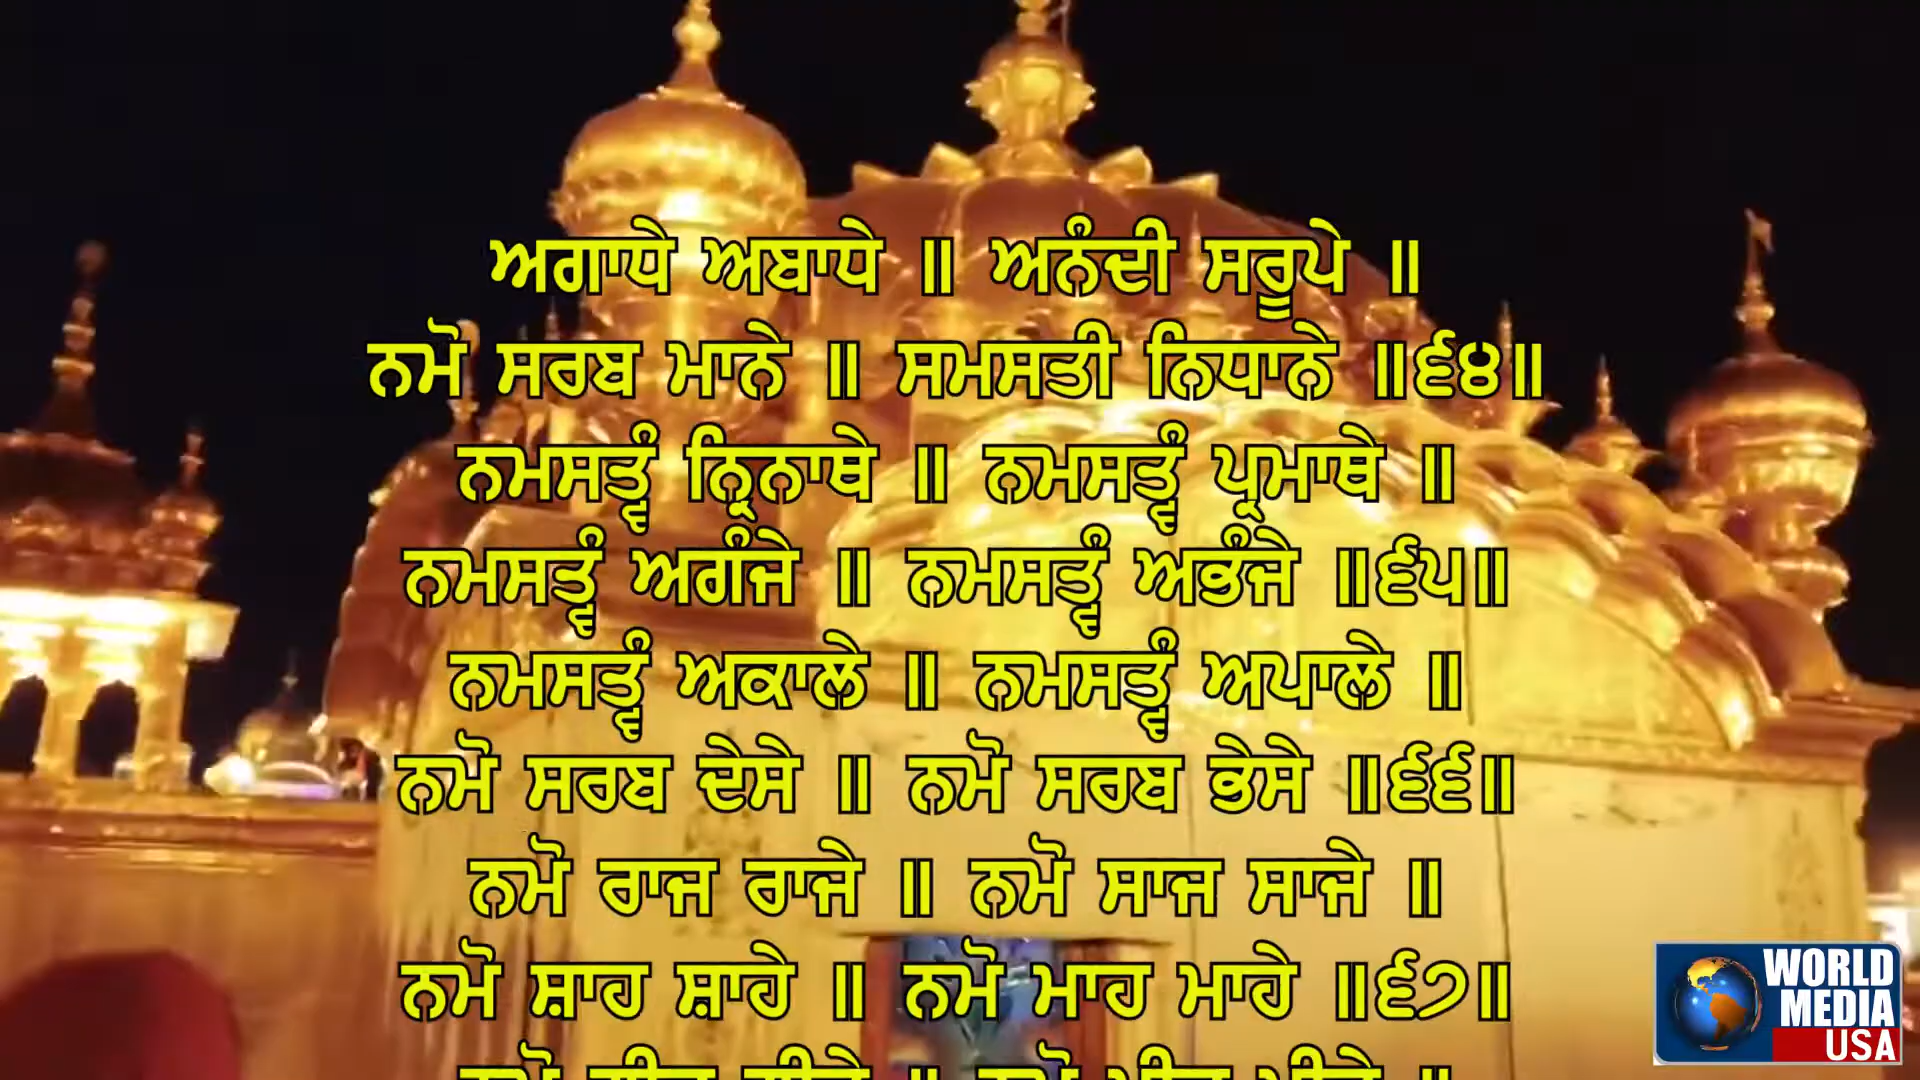 ਅਗਾਧੇ ਅਬਾਧੇ ॥ ਅਨੰਦੀ ਸਰੂਪੇ ॥
ਨਮੋ ਸਰਬ ਮਾਨੇ ॥ ਸਮਸਤੀ ਨਿਧਾਨੇ ॥੬੪॥
ਨਮਸਤ੍ਵੰ ਨ੍ਰਿਨਾਥੇ ॥ ਨਮਸਤ੍ਵੰ ਪ੍ਰਮਾਥੇ ॥
ਨਮਸਤ੍ਵੰ ਅਗੰਜੇ ॥ ਨਮਸਤ੍ਵੰ ਅਭੰਜੇ ॥੬੫॥
ਨਮਸਤ੍ਵੰ ਅਕਾਲੇ ॥ ਨਮਸਤ੍ਵੰ ਅਪਾਲੇ ॥
ਨਮੋ ਸਰਬ ਦੇਸੇ ॥ ਨਮੋ ਸਰਬ ਭੇਸੇ ॥੬੬॥
ਨਮੋ ਰਾਜ ਰਾਜੇ ॥ ਨਮੋ ਸਾਜ ਸਾਜੇ ॥
ਨਮੋ ਸ਼ਾਹ ਸ਼ਾਹੇ ॥ ਨਮੋ ਮਾਹ ਮਾਹੇ ॥੬੭॥
WORLD
MEDIA
USA